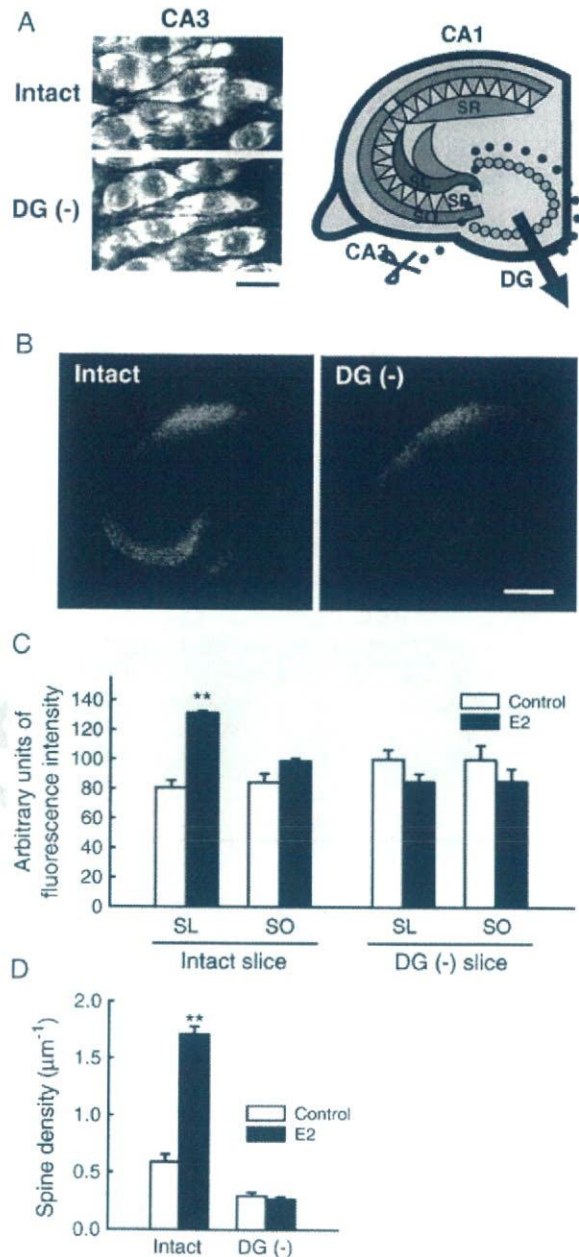 A
CA3
Intact
DG (-)
CA1
SR
SR
SO
CA3
DG
B
Intact
DG (-)
C
Arbitrary units of
fluorescence intensity
140
120
100
80
60
40
20
0
**
Control
E2
SL
SO
SL
SO
Intact slice
DG (-) slice
D
Spine density (μm⁻¹)
2.0
1.5
1.0
0.5
0.0
**
Control
E2
Intact
DG (-)